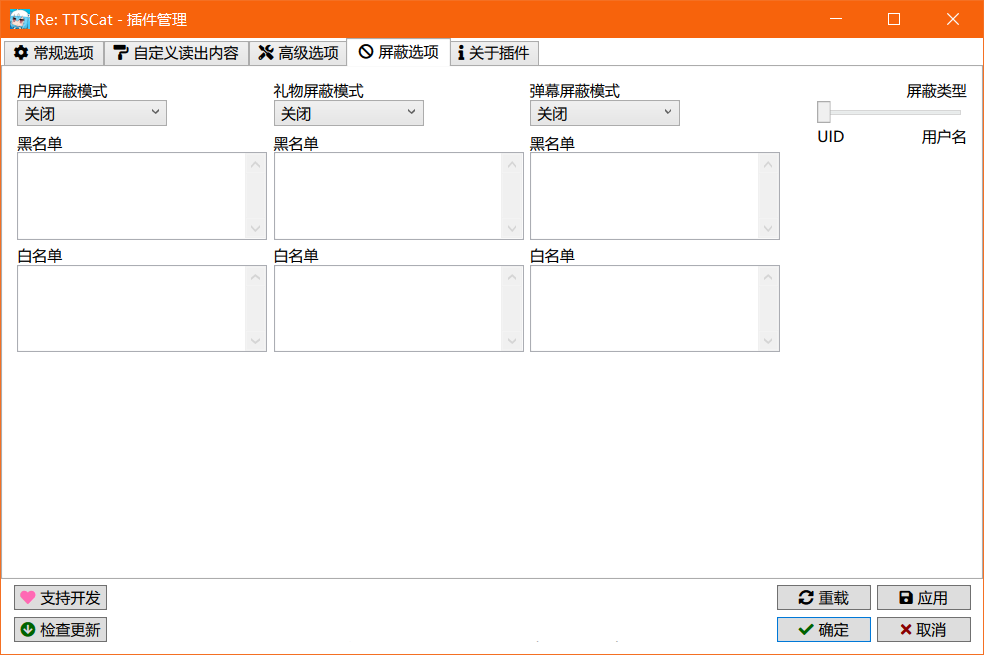 Re: TTSCat - 插件管理
常规选项 自定义读出内容 高级选项 屏蔽选项 关于插件
用户屏蔽模式 礼物屏蔽模式 弹幕屏蔽模式 屏蔽类型
关闭 关闭 关闭
UID 用户名
黑名单 黑名单 黑名单
白名单 白名单 白名单
支持开发 重载 应用
检查更新 确定 取消